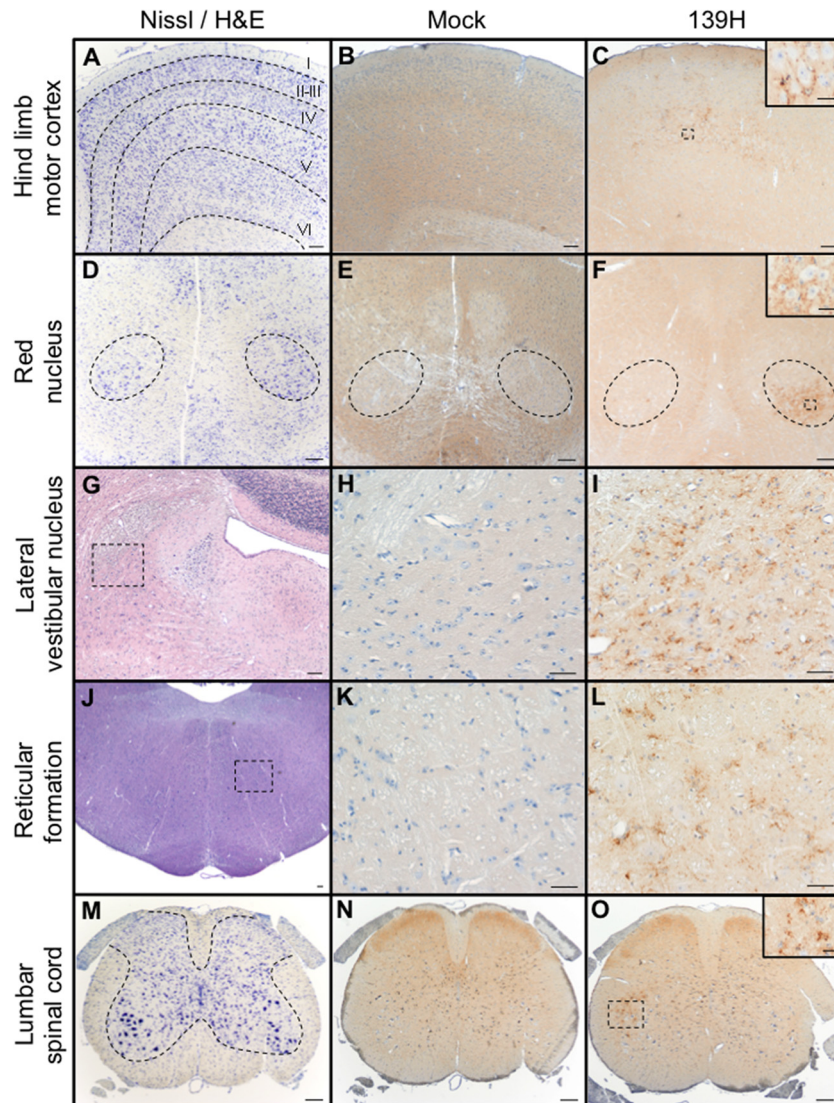 Nissl / H&E Mock 139H
Hind limb
motor cortex
A I II-III IV V VI
B
C
Red
nucleus
D
E
F
Lateral
vestibular nucleus
G
H
I
Reticular
formation
J
K
L
Lumbar
spinal cord
M
N
O